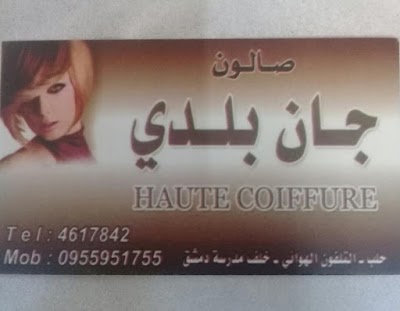 صالون
جان بلدي
HAUTE COIFFURE
Tel : 4617842
Mob : 0955951755
حلب - التلفون الهوائي - خلف مدرسة دمشق